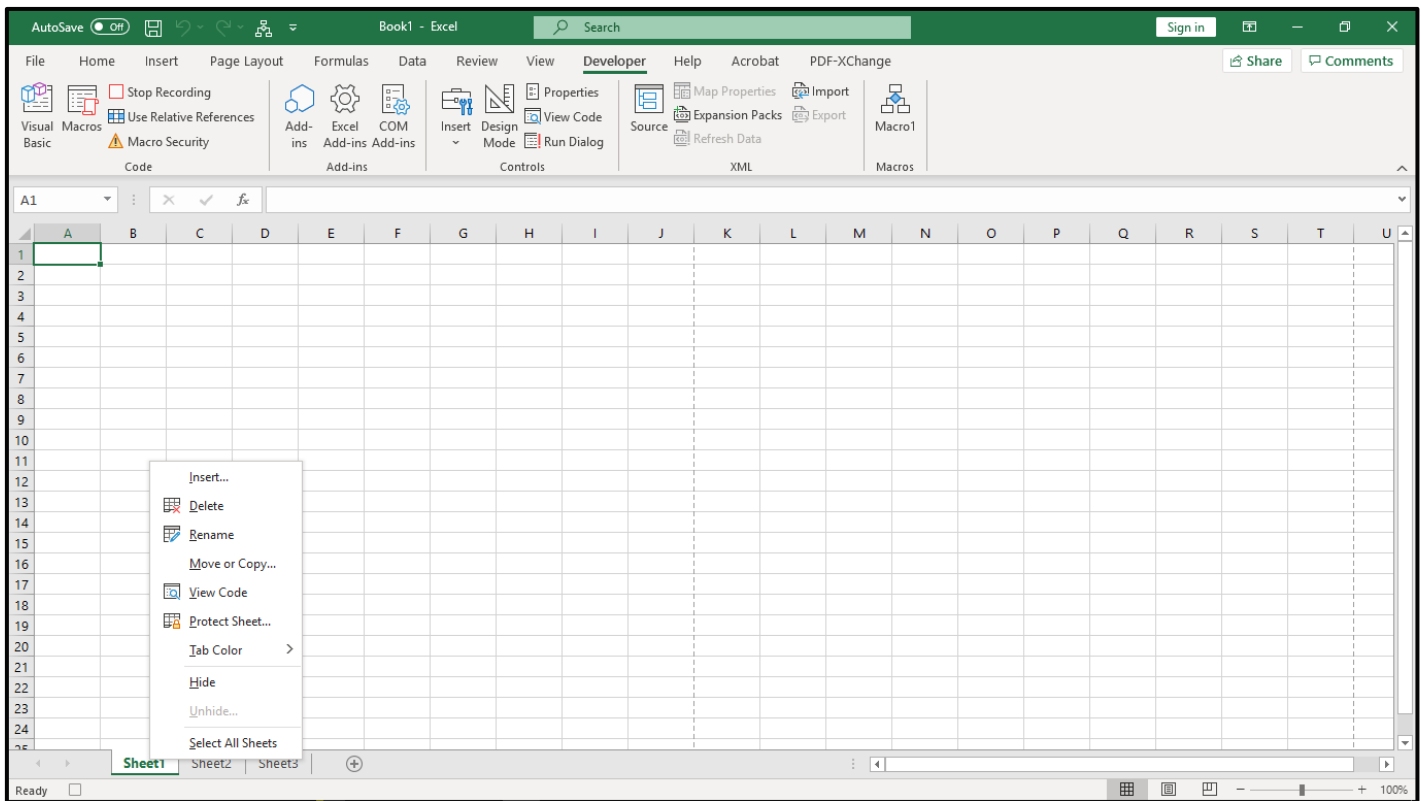 AutoSave Off Book1 - Excel Search Sign in
File Home Insert Page Layout Formulas Data Review View Developer Help Acrobat PDF-XChange Share Comments
Visual Basic
Macros
Stop Recording
Use Relative References
Macro Security
Code
Add-ins
Excel Add-ins
COM Add-ins
Add-ins
Insert
Design Mode
Properties
View Code
Run Dialog
Controls
Source
Map Properties
Expansion Packs
Refresh Data
Import
Export
XML
Macro1
Macros
A1 fx
A B C D E F G H I J K L M N O P Q R S T U
1
2
3
4
5
6
7
8
9
10
11
12
13
14
15
16
17
18
19
20
21
22
23
24
25
Insert...
Delete
Rename
Move or Copy...
View Code
Protect Sheet...
Tab Color
Hide
Unhide...
Select All Sheets
Sheet1 Sheet2 Sheet3
Ready 100%